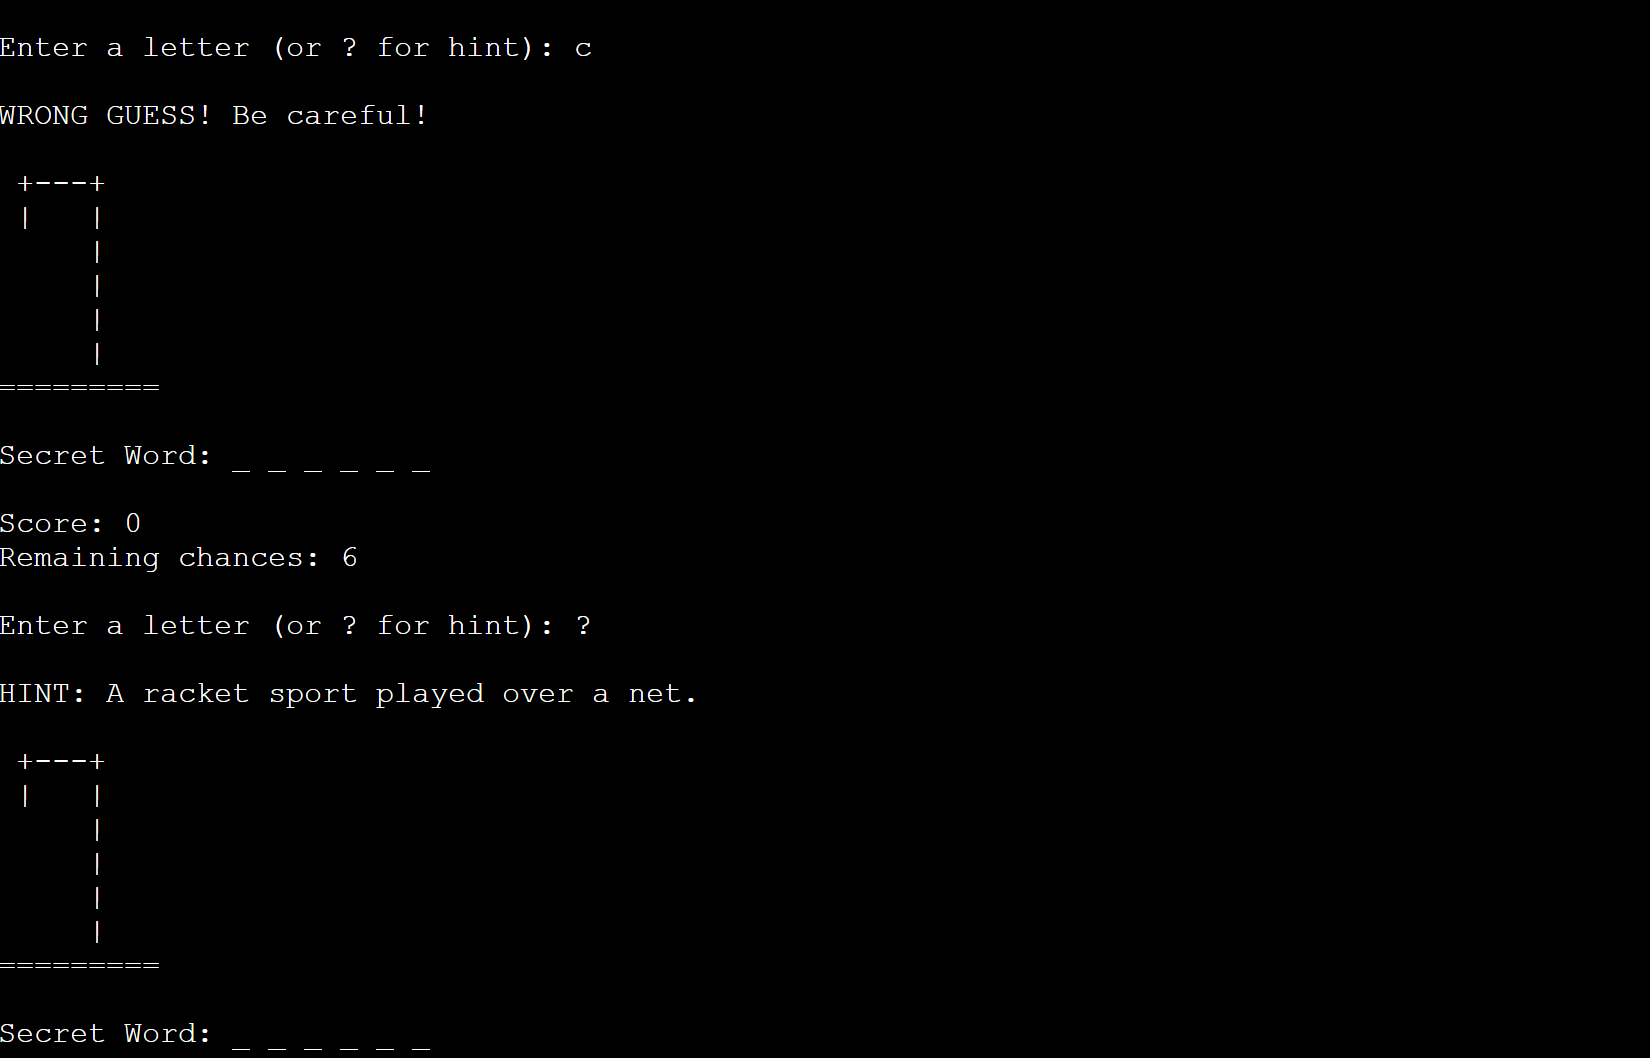 Enter a letter (or ? for hint): c
WRONG GUESS! Be careful!
 +---+
 |   |
     |
     |
     |
     |
=========
Secret Word: _ _ _ _ _ _
Score: 0
Remaining chances: 6
Enter a letter (or ? for hint): ?
HINT: A racket sport played over a net.
 +---+
 |   |
     |
     |
     |
     |
=========
Secret Word: _ _ _ _ _ _